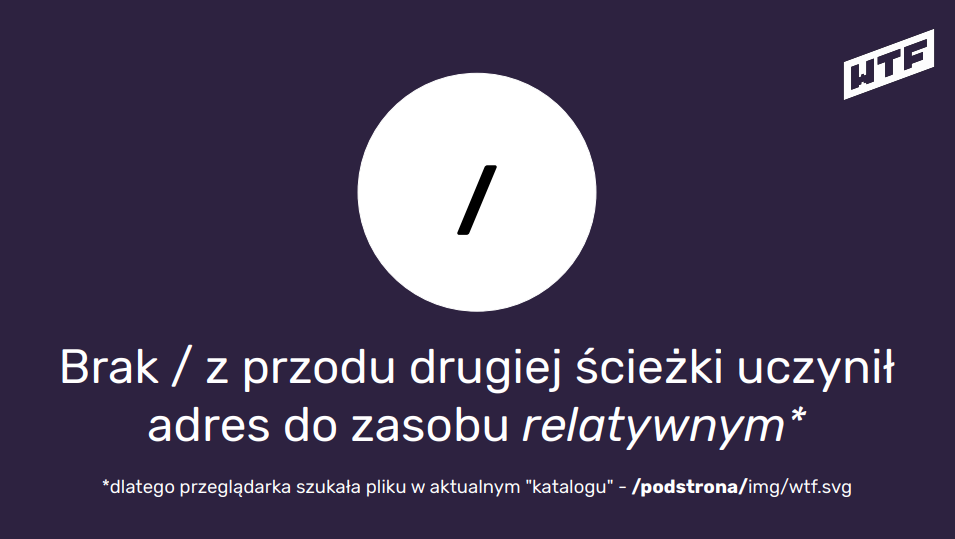 WTF
/
Brak / z przodu drugiej ścieżki uczynił
adres do zasobu relatywnym*
*dlatego przeglądarka szukała pliku w aktualnym "katalogu" - /podstrona/img/wtf.svg